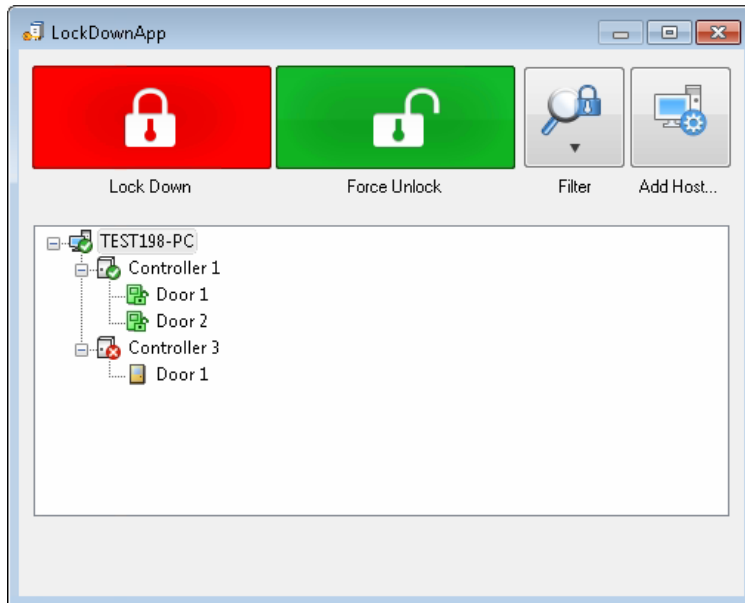 LockDownApp
Lock Down Force Unlock Filter Add Host...
TEST198-PC
Controller 1
Door 1
Door 2
Controller 3
Door 1